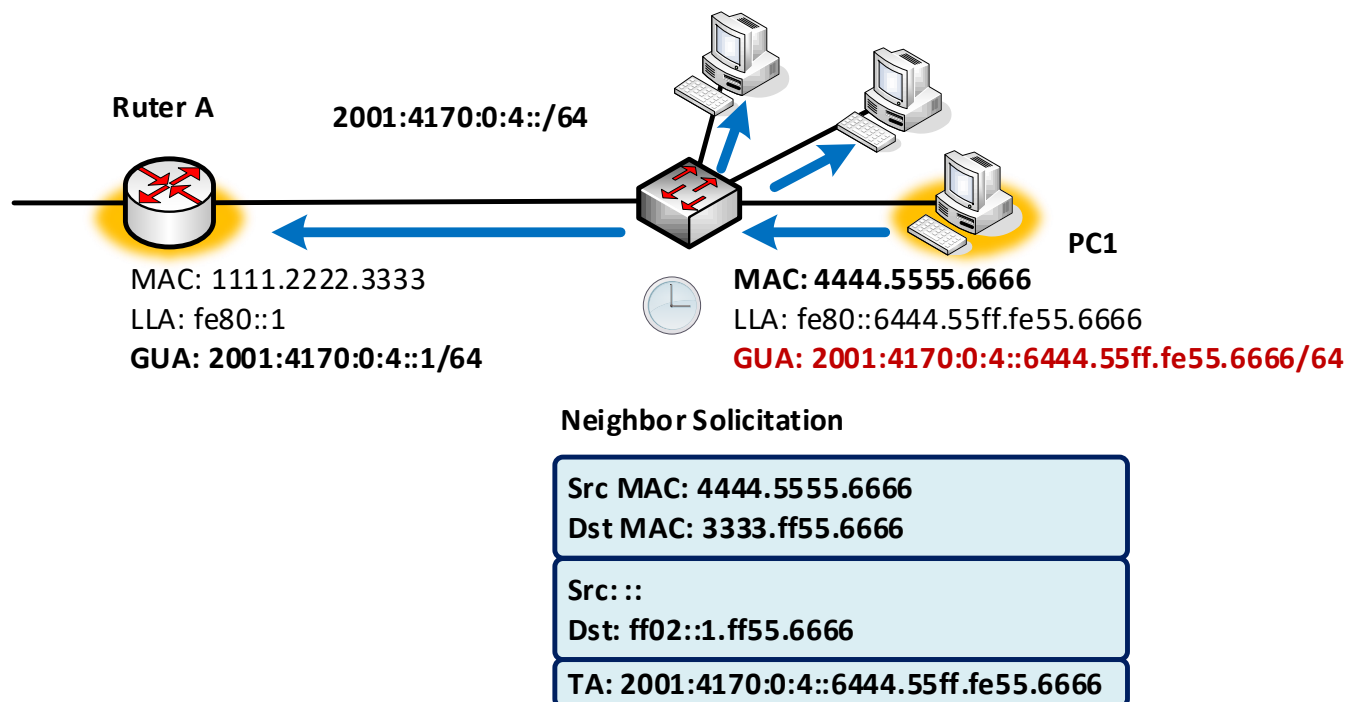 Ruter A
2001:4170:0:4::/64
PC1
MAC: 1111.2222.3333
LLA: fe80::1
GUA: 2001:4170:0:4::1/64
MAC: 4444.5555.6666
LLA: fe80::6444.55ff.fe55.6666
GUA: 2001:4170:0:4::6444.55ff.fe55.6666/64
Neighbor Solicitation
Src MAC: 4444.5555.6666
Dst MAC: 3333.ff55.6666
Src: ::
Dst: ff02::1.ff55.6666
TA: 2001:4170:0:4::6444.55ff.fe55.6666